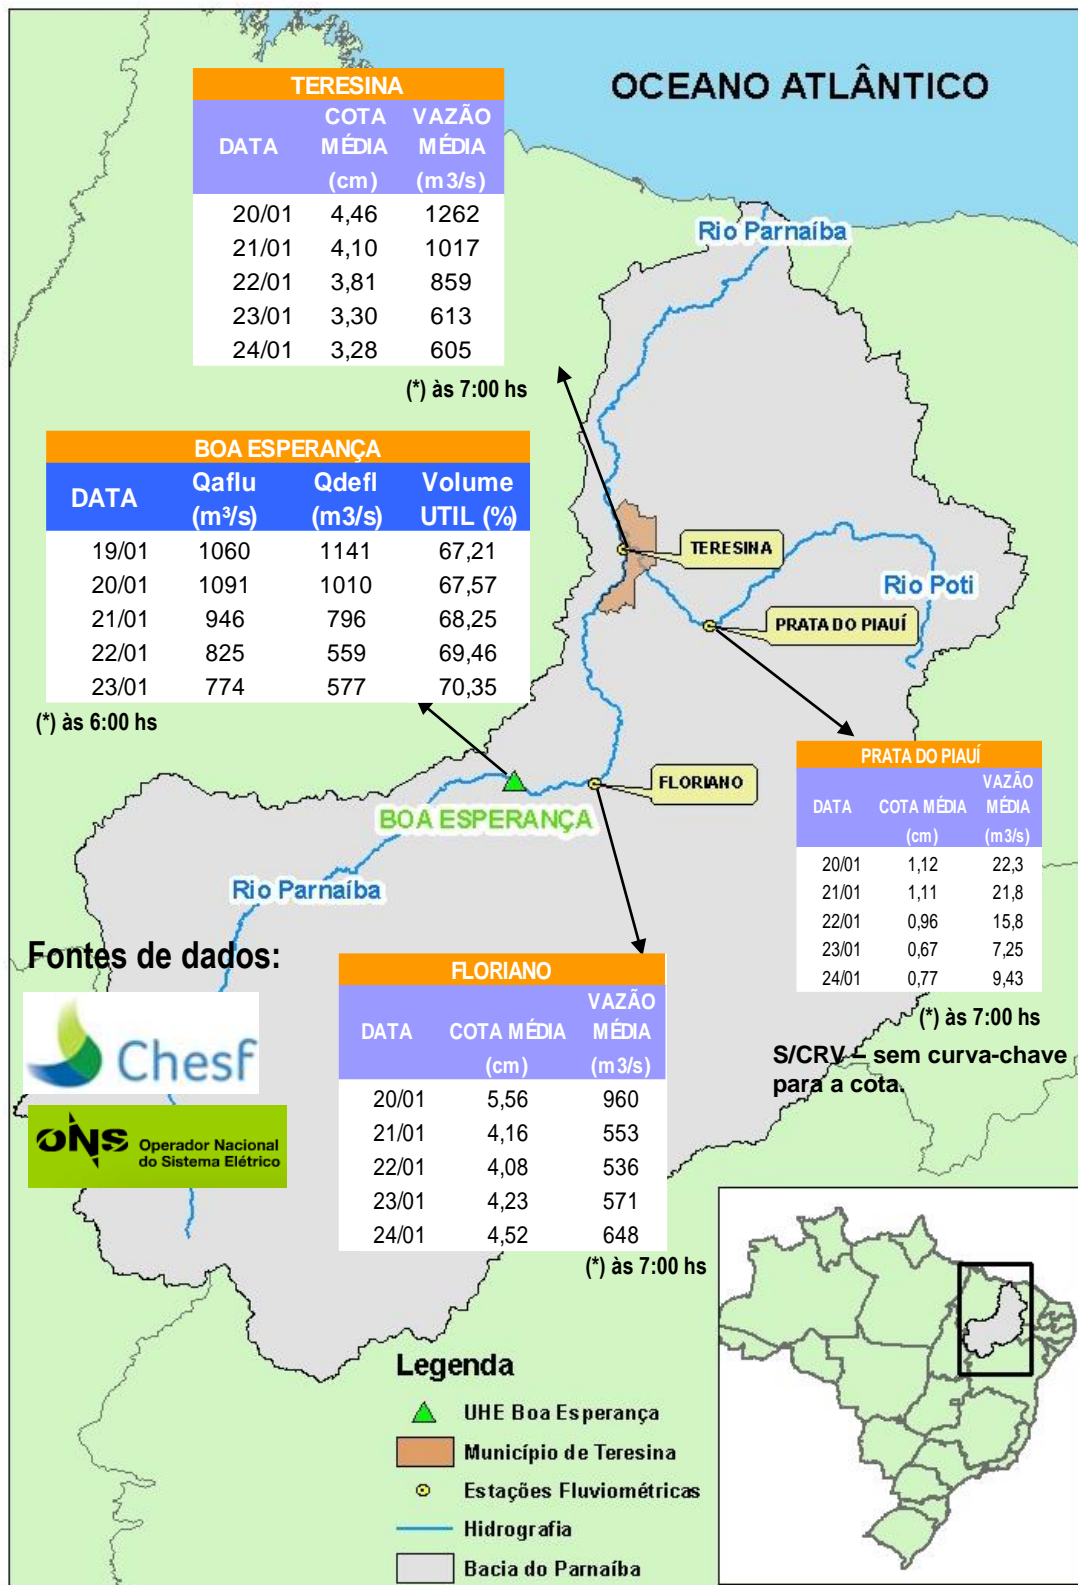 OCEANO ATLÂNTICO
TERESINA
DATA COTA MÉDIA (cm) VAZÃO MÉDIA (m3/s)
20/01 4,46 1262
21/01 4,10 1017
22/01 3,81 859
23/01 3,30 613
24/01 3,28 605
(*) às 7:00 hs
Rio Parnaíba
BOA ESPERANÇA
DATA Qaflu (m³/s) Qdefl (m3/s) Volume UTIL (%)
19/01 1060 1141 67,21
20/01 1091 1010 67,57
21/01 946 796 68,25
22/01 825 559 69,46
23/01 774 577 70,35
(*) às 6:00 hs
TERESINA
Rio Poti
PRATA DO PIAUÍ
FLORIANO
BOA ESPERANÇA
Rio Parnaíba
PRATA DO PIAUÍ
DATA COTA MÉDIA (cm) VAZÃO MÉDIA (m3/s)
20/01 1,12 22,3
21/01 1,11 21,8
22/01 0,96 15,8
23/01 0,67 7,25
24/01 0,77 9,43
(*) às 7:00 hs
S/CRV – sem curva-chave
para a cota.
Fontes de dados:
Chesf
ONS Operador Nacional
do Sistema Elétrico
FLORIANO
DATA COTA MÉDIA (cm) VAZÃO MÉDIA (m3/s)
20/01 5,56 960
21/01 4,16 553
22/01 4,08 536
23/01 4,23 571
24/01 4,52 648
(*) às 7:00 hs
Legenda
UHE Boa Esperança
Município de Teresina
Estações Fluviométricas
Hidrografia
Bacia do Parnaíba